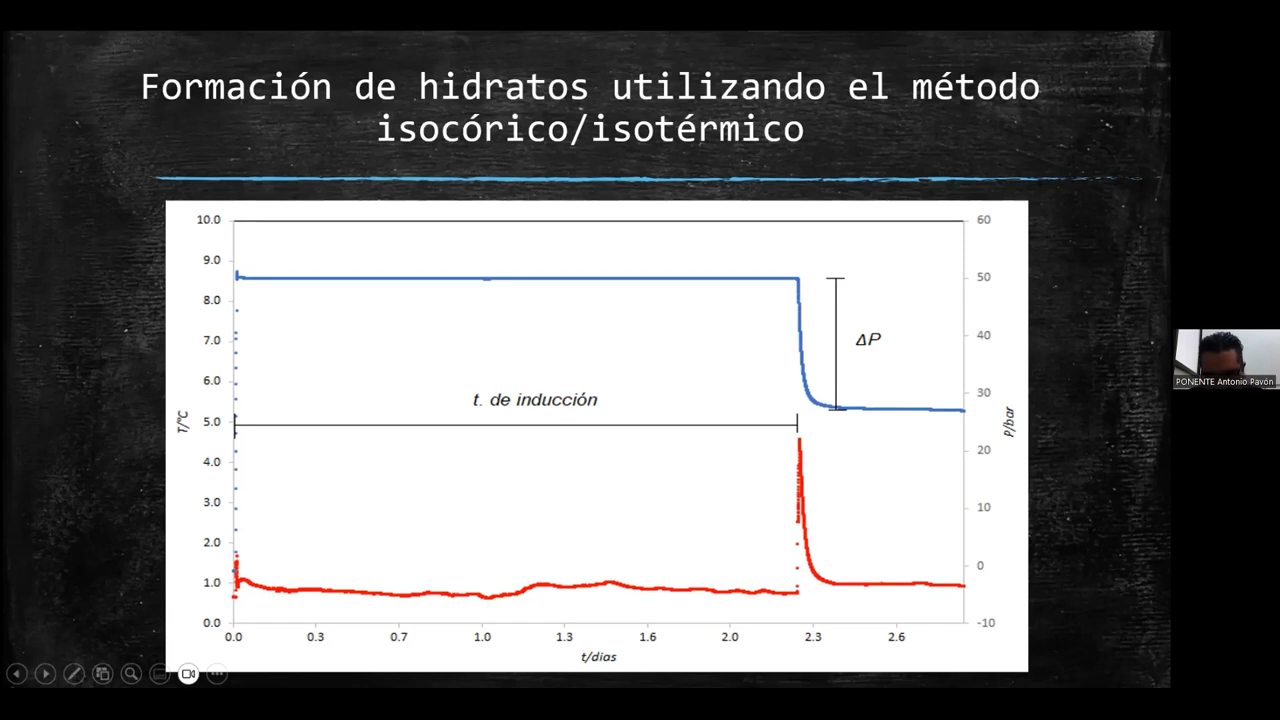 Formación de hidratos utilizando el método
isocórico/isotérmico
10.0
9.0
8.0
7.0
6.0
5.0
4.0
3.0
2.0
1.0
0.0
T/°C
60
50
40
30
20
10
0
-10
P/bar
ΔP
t. de inducción
0.0 0.3 0.7 1.0 1.3 1.6 2.0 2.3 2.6
t/dias
PONENTE Antonio Pavón